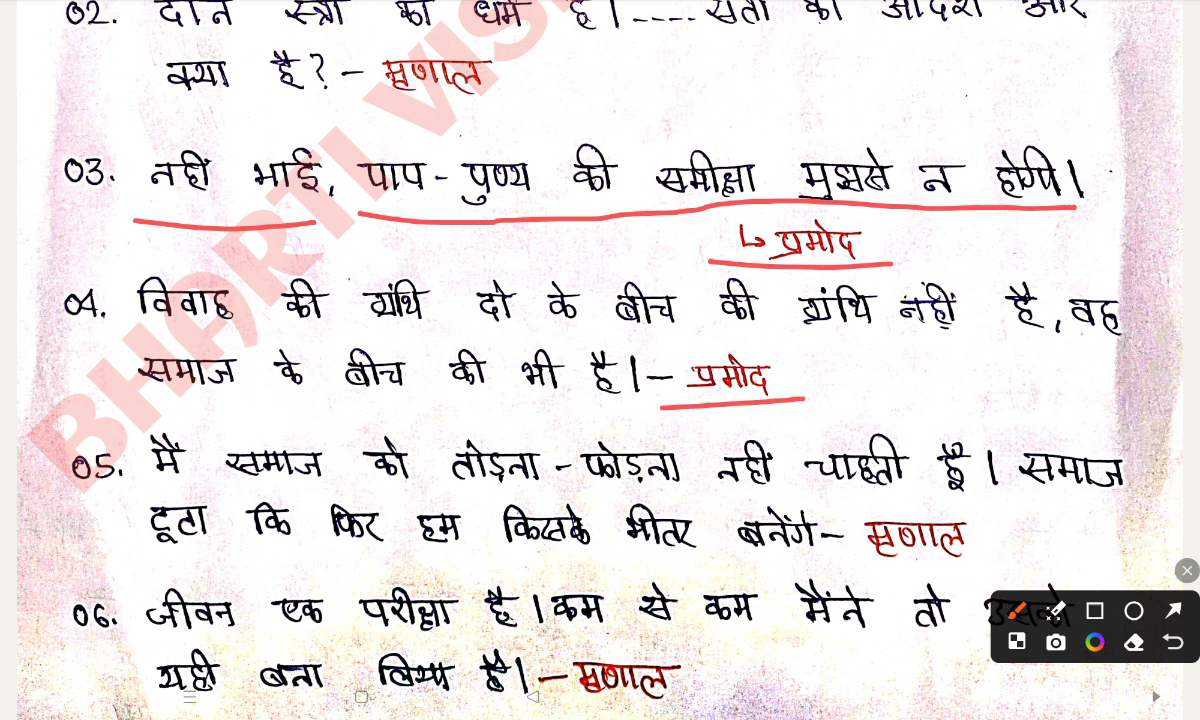 02. दान स्त्री का धर्म है।....सती का आदर्श और
क्या है? - मृणाल
03. नहीं भाई, पाप-पुण्य की समीक्षा मुझसे न होगी।
↳ प्रमोद
04. विवाह की ग्रंथि दो के बीच की ग्रंथि नहीं है, वह
समाज के बीच की भी है। - प्रमोद
05. मैं समाज को तोड़ना-फोड़ना नहीं चाहती हूँ। समाज
टूटा कि फिर हम किसके भीतर बनेंगे- मृणाल
06. जीवन एक परीक्षा है। कम से कम मैंने तो उसको
यही बना लिया है। - मृणाल
BHARTI VIS